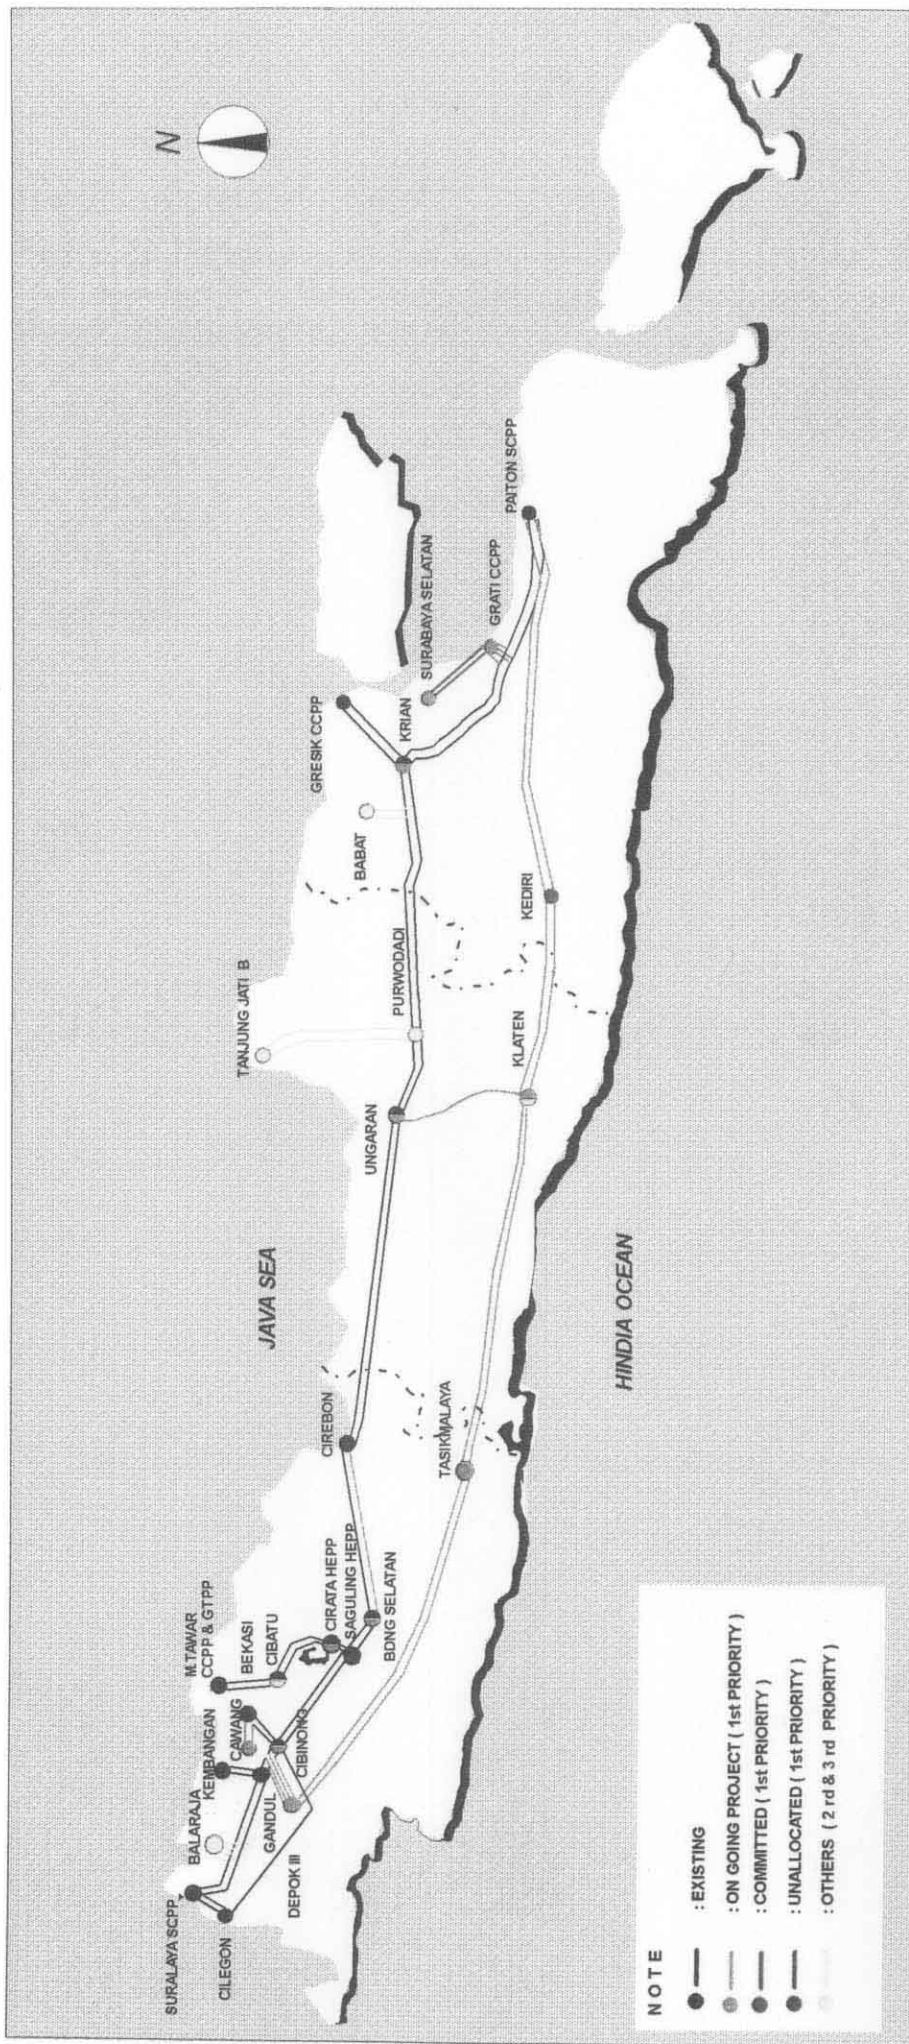 N
JAVA SEA
HINDIA OCEAN
SURALAYA SCPP
CILEGON
BALARAJA
KEMBANGAN
GANDUL
DEPOK III
CAWANG
CIBINONG
M.TAWAR
CCPP & GTPP
BEKASI
CIBATU
CIRATA HEPP
SAGULING HEPP
BDNG SELATAN
CIREBON
TASIKMALAYA
UNGARAN
TANJUNG JATI B
PURWODADI
KLATEN
BABAT
KEDIRI
GRESIK CCPP
KRIAN
SURABAYA SELATAN
GRATI CCPP
PAITON SCPP
NOTE
: EXISTING
: ON GOING PROJECT ( 1st PRIORITY )
: COMMITTED ( 1st PRIORITY )
: UNALLOCATED ( 1st PRIORITY )
: OTHERS ( 2 rd & 3 rd PRIORITY )